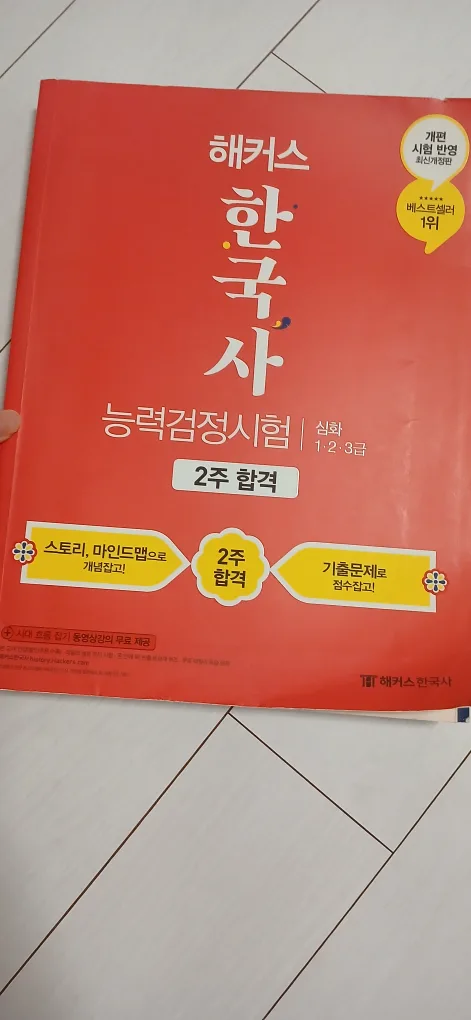 해커스
한국사
능력검정시험
심화
1·2·3급
2주 합격
개편
시험 반영
최신개정판
★★★★★
베스트셀러
1위
스토리, 마인드맵으로
개념잡고!
2주
합격
기출문제로
점수잡고!
+ 시대 흐름 잡기 동영상강의 무료 제공
해커스한국사